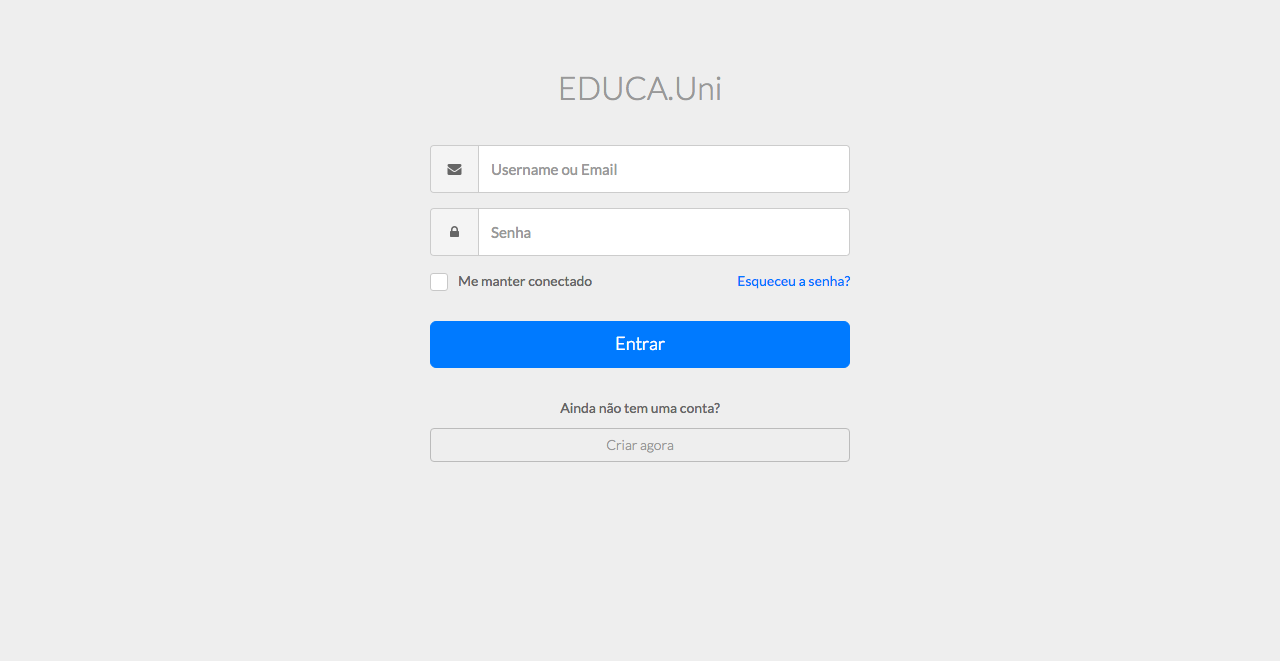 EDUCA.Uni
Username ou Email
Senha
Me manter conectado
Esqueceu a senha?
Entrar
Ainda não tem uma conta?
Criar agora